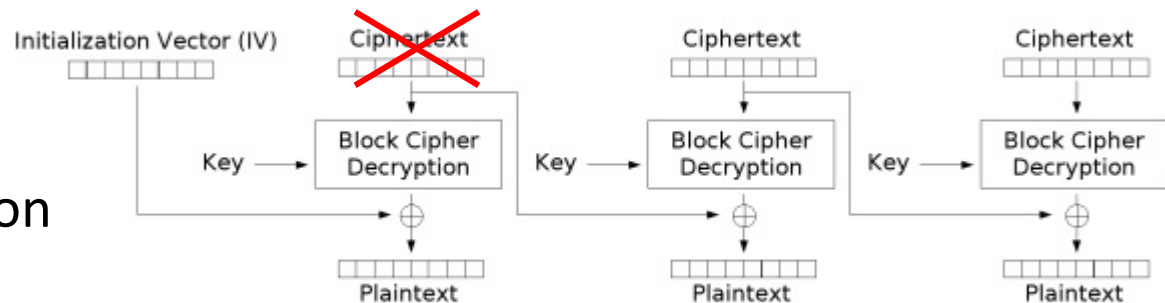 Initialization Vector (IV)
Ciphertext
Ciphertext
Ciphertext
Key
Block Cipher
Decryption
Key
Block Cipher
Decryption
Key
Block Cipher
Decryption
on
Plaintext
Plaintext
Plaintext